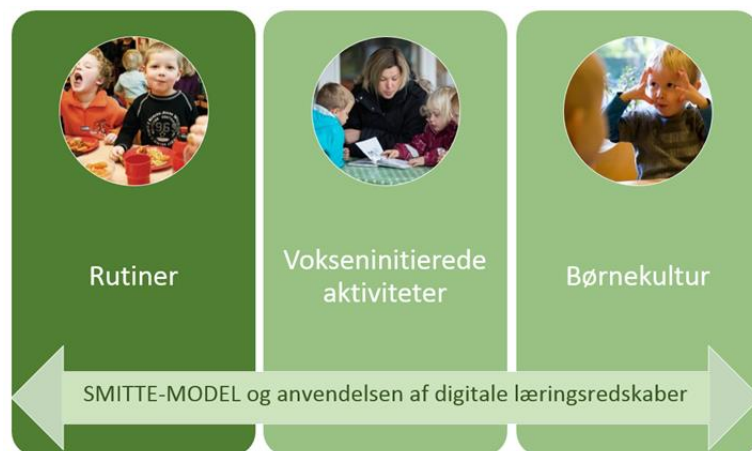 Rutiner
Vokseninitierede
aktiviteter
Børnekultur
SMITTE-MODEL og anvendelsen af digitale læringsredskaber